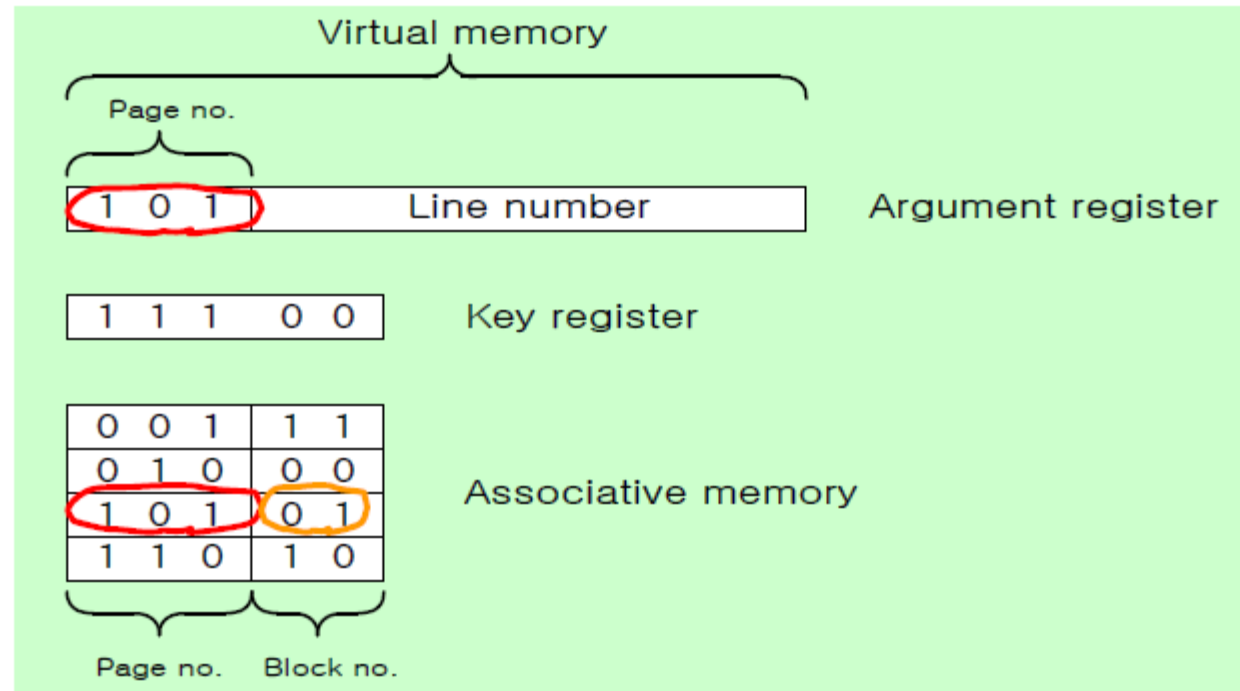 Virtual memory
Page no.
1 0 1 Line number Argument register
1 1 1 0 0 Key register
0 0 1 1 1
0 1 0 0 0
1 0 1 0 1
Associative memory
1 1 0 1 0
Page no. Block no.